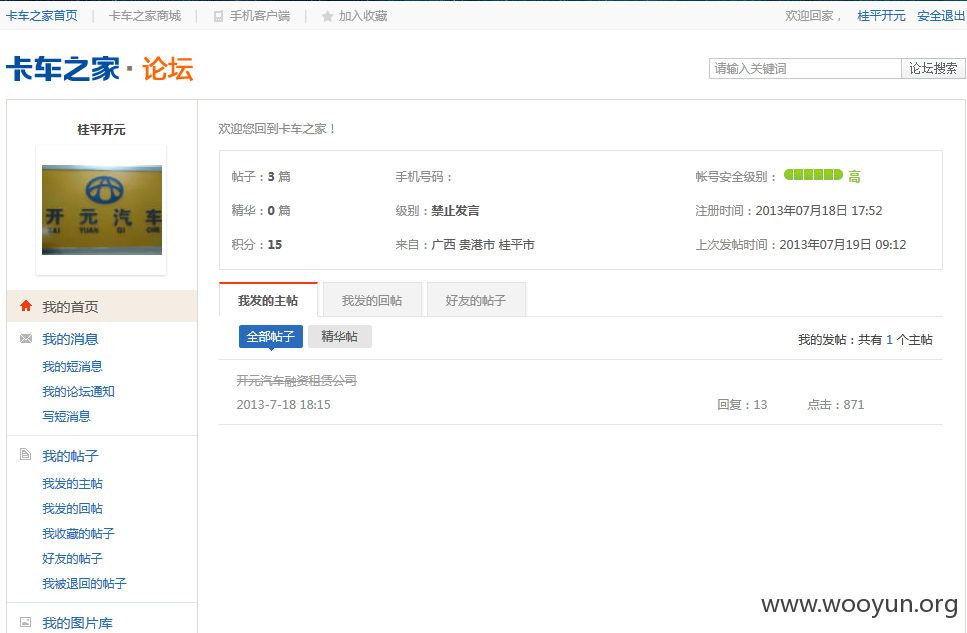 卡车之家首页 | 卡车之家商城 | 手机客户端 | 加入收藏 欢迎回家， 桂平开元 安全退出
卡车之家·论坛 请输入关键词 论坛搜索
桂平开元
开元汽车
KAI YUAN QI CHE
我的首页
我的消息
我的短消息
我的论坛通知
写短消息
我的帖子
我发的主帖
我发的回帖
我收藏的帖子
好友的帖子
我被退回的帖子
我的图片库
欢迎您回到卡车之家！
帖子：3 篇 手机号码： 帐号安全级别： 高
精华：0 篇 级别：禁止发言 注册时间：2013年07月18日 17:52
积分：15 来自：广西 贵港市 桂平市 上次发帖时间：2013年07月19日 09:12
我发的主帖 我发的回帖 好友的帖子
全部帖子 精华帖 我的发帖：共有 1 个主帖
开元汽车融资租赁公司
2013-7-18 18:15 回复：13 点击：871
www.wooyun.org